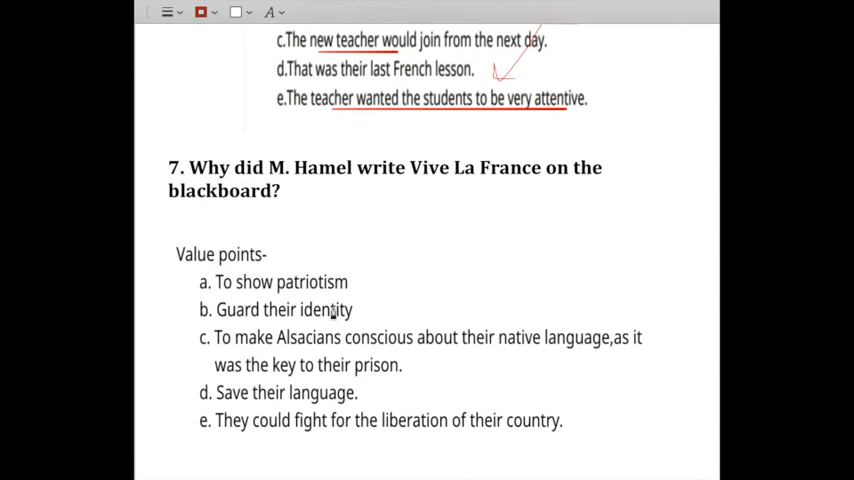 c.The new teacher would join from the next day.
d.That was their last French lesson.
e.The teacher wanted the students to be very attentive.
7. Why did M. Hamel write Vive La France on the
blackboard?
Value points-
a. To show patriotism
b. Guard their identity
c. To make Alsacians conscious about their native language,as it
was the key to their prison.
d. Save their language.
e. They could fight for the liberation of their country.